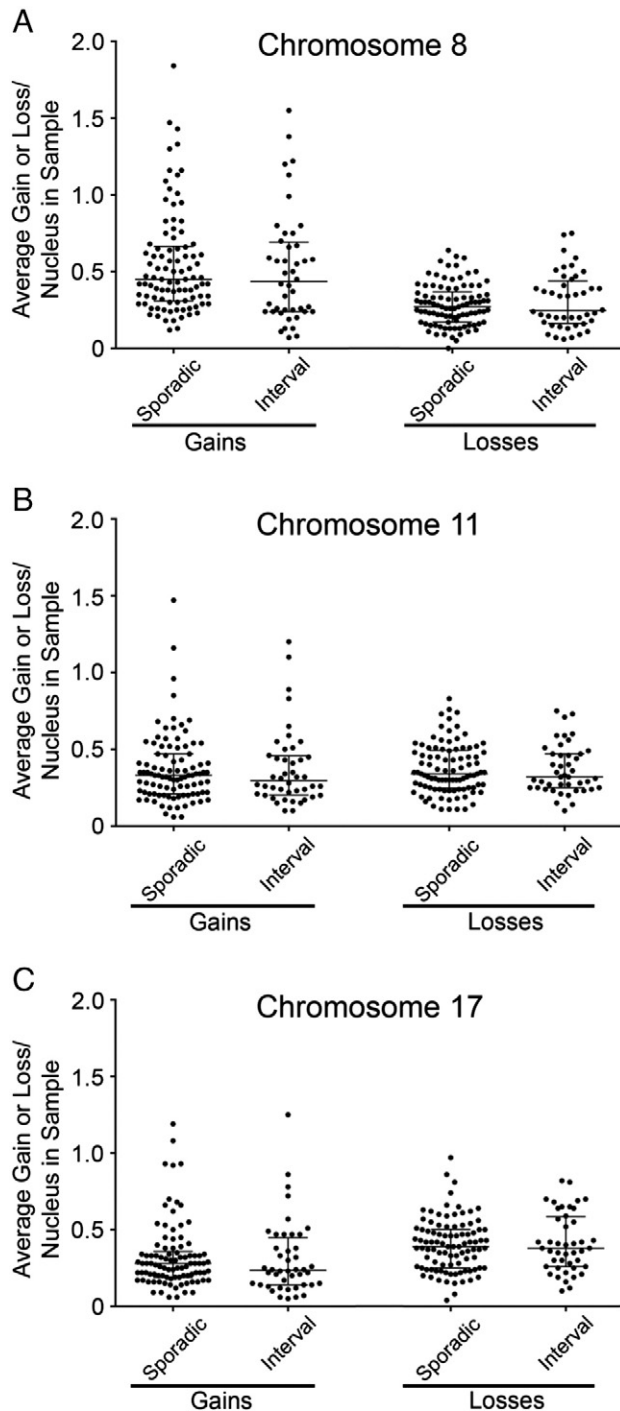 A
Chromosome 8
Average Gain or Loss/
Nucleus in Sample
2.0
1.5
1.0
0.5
0
Sporadic
Interval
Sporadic
Interval
Gains
Losses
B
Chromosome 11
Average Gain or Loss/
Nucleus in Sample
2.0
1.5
1.0
0.5
0
Sporadic
Interval
Sporadic
Interval
Gains
Losses
C
Chromosome 17
Average Gain or Loss/
Nucleus in Sample
2.0
1.5
1.0
0.5
0
Sporadic
Interval
Sporadic
Interval
Gains
Losses